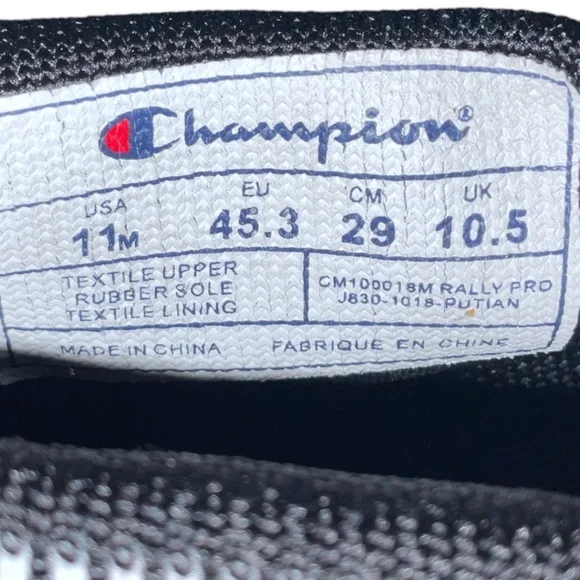 Champion®
USA EU CM UK
11M 45.3 29 10.5
TEXTILE UPPER
RUBBER SOLE
TEXTILE LINING
CM100018M RALLY PRO
J830-1018-PUTIAN
MADE IN CHINA FABRIQUE EN CHINE